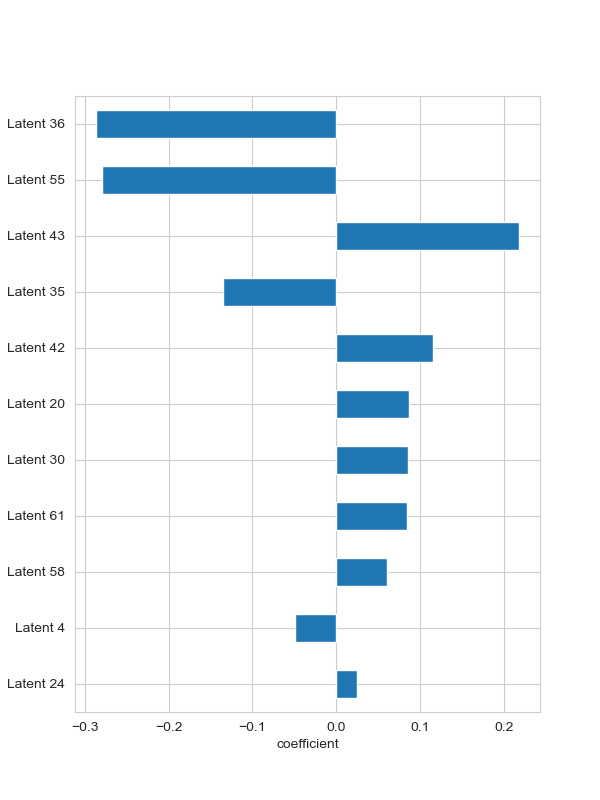 Latent 36
Latent 55
Latent 43
Latent 35
Latent 42
Latent 20
Latent 30
Latent 61
Latent 58
Latent 4
Latent 24
−0.3 −0.2 −0.1 0.0 0.1 0.2
coefficient